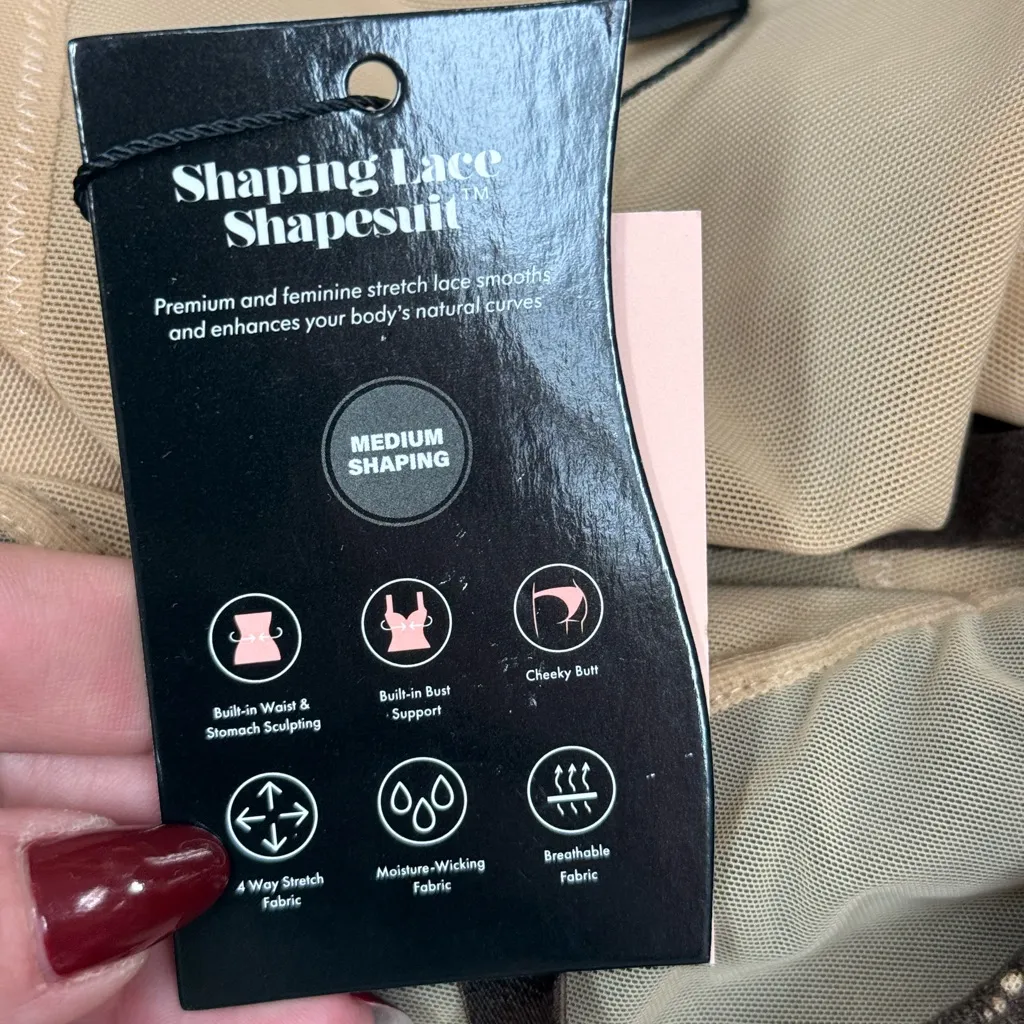 Shaping Lace
Shapesuit™
Premium and feminine stretch lace smooths
and enhances your body's natural curves
MEDIUM
SHAPING
Built-in Waist &
Stomach Sculpting
Built-in Bust
Support
Cheeky Butt
4 Way Stretch
Fabric
Moisture-Wicking
Fabric
Breathable
Fabric